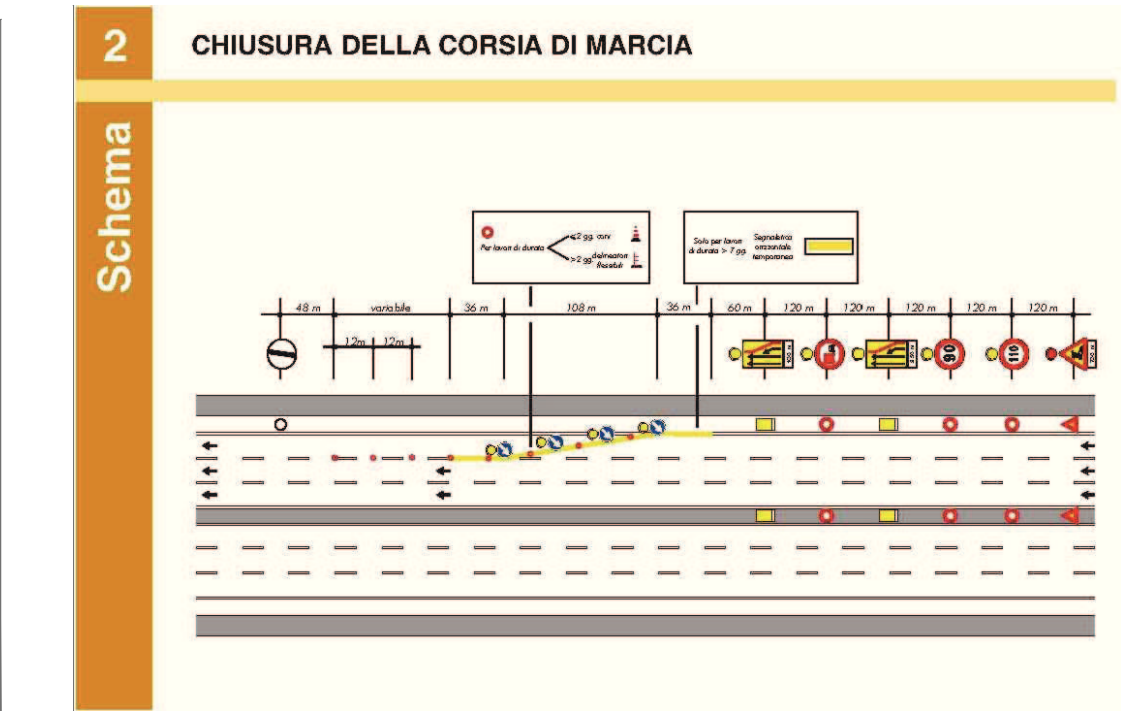 2
CHIUSURA DELLA CORSIA DI MARCIA
Schema
Per lavori di durata
⩽2 gg. coni
>2 gg. delineatori
flessibili
Solo per lavori
di durata > 7 gg.
Segnaletica
orizzontale
temporanea
48 m variabile 36 m 108 m 36 m 60 m 120 m 120 m 120 m 120 m 120 m
12m 12m
90
110